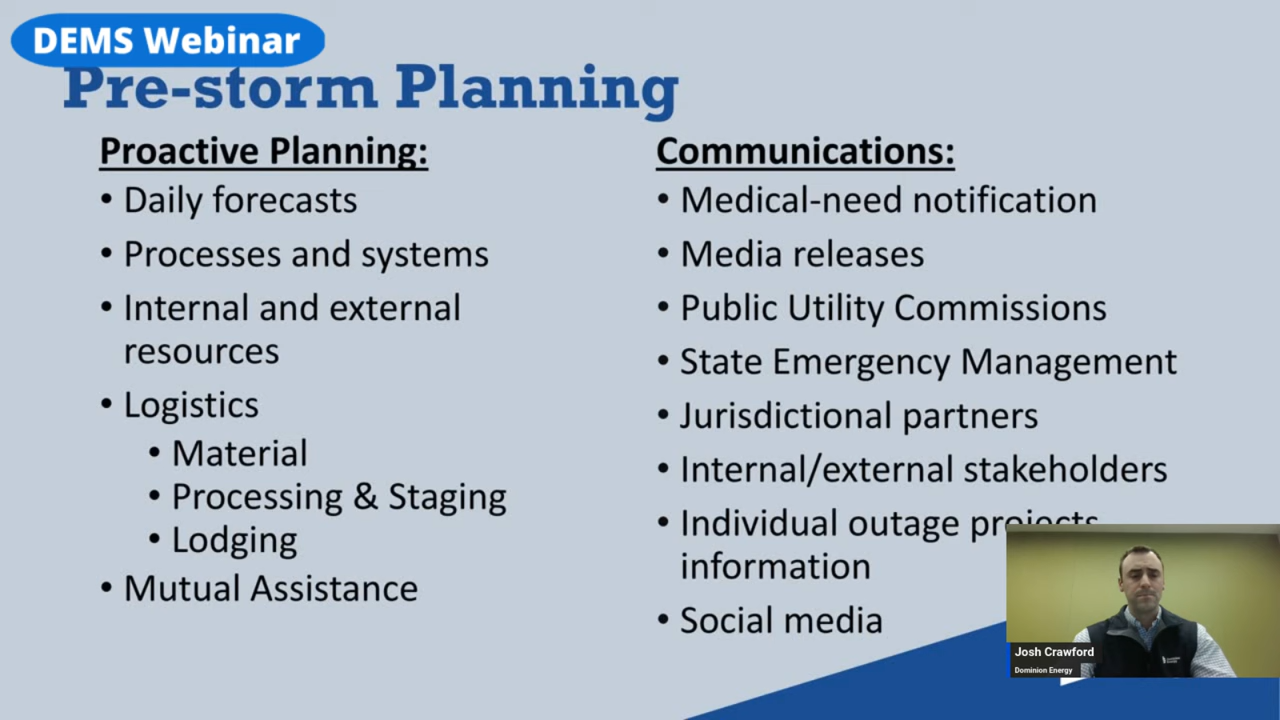 DEMS Webinar
Pre-storm Planning
Proactive Planning:
• Daily forecasts
• Processes and systems
• Internal and external
resources
• Logistics
• Material
• Processing & Staging
• Lodging
• Mutual Assistance
Communications:
• Medical-need notification
• Media releases
• Public Utility Commissions
• State Emergency Management
• Jurisdictional partners
• Internal/external stakeholders
• Individual outage projects
information
• Social media
Josh Crawford
Dominion Energy